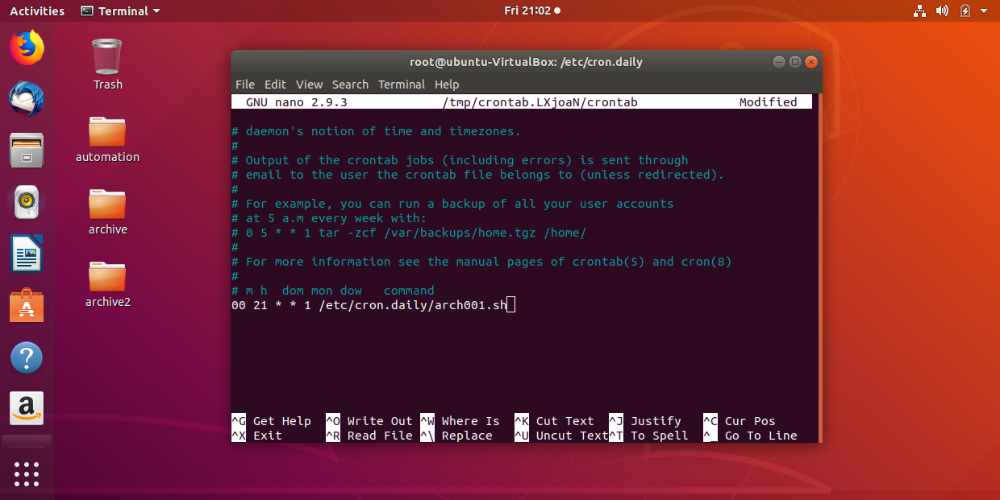 Activities Terminal Fri 21:02
Trash
automation
archive
archive2
root@ubuntu-VirtualBox: /etc/cron.daily
File Edit View Search Terminal Help
GNU nano 2.9.3 /tmp/crontab.LXjoaN/crontab Modified
# daemon's notion of time and timezones.
#
# Output of the crontab jobs (including errors) is sent through
# email to the user the crontab file belongs to (unless redirected).
#
# For example, you can run a backup of all your user accounts
# at 5 a.m every week with:
# 0 5 * * 1 tar -zcf /var/backups/home.tgz /home/
#
# For more information see the manual pages of crontab(5) and cron(8)
#
# m h  dom mon dow   command
00 21 * * 1 /etc/cron.daily/arch001.sh
^G Get Help ^O Write Out ^W Where Is ^K Cut Text ^J Justify ^C Cur Pos
^X Exit ^R Read File ^\ Replace ^U Uncut Text ^T To Spell ^_ Go To Line